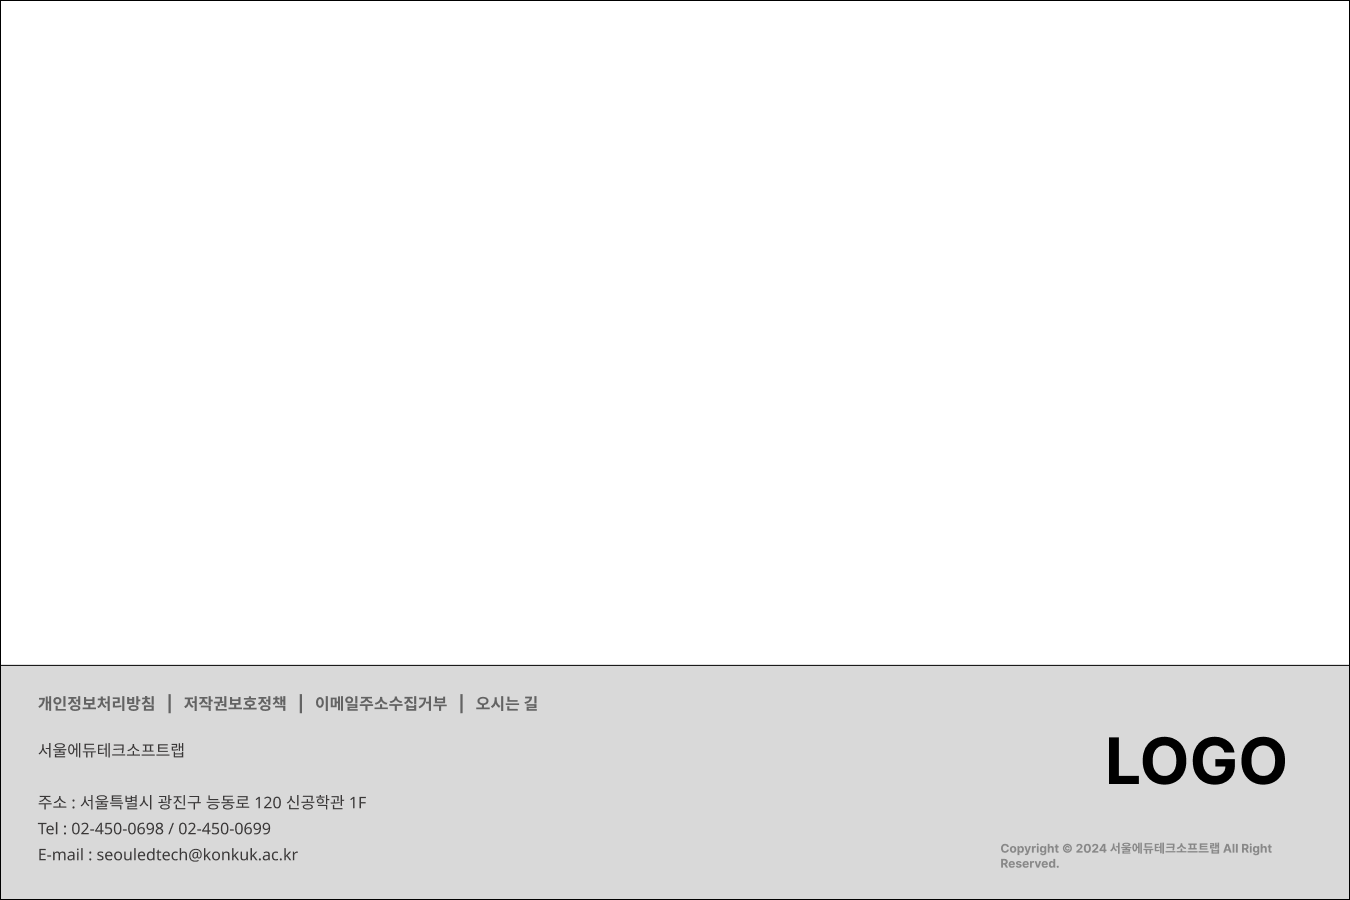 개인정보처리방침 | 저작권보호정책 | 이메일주소수집거부 | 오시는 길
서울에듀테크소프트랩
주소 : 서울특별시 광진구 능동로 120 신공학관 1F
Tel : 02-450-0698 / 02-450-0699
E-mail : seouledtech@konkuk.ac.kr
LOGO
Copyright © 2024 서울에듀테크소프트랩 All Right
Reserved.